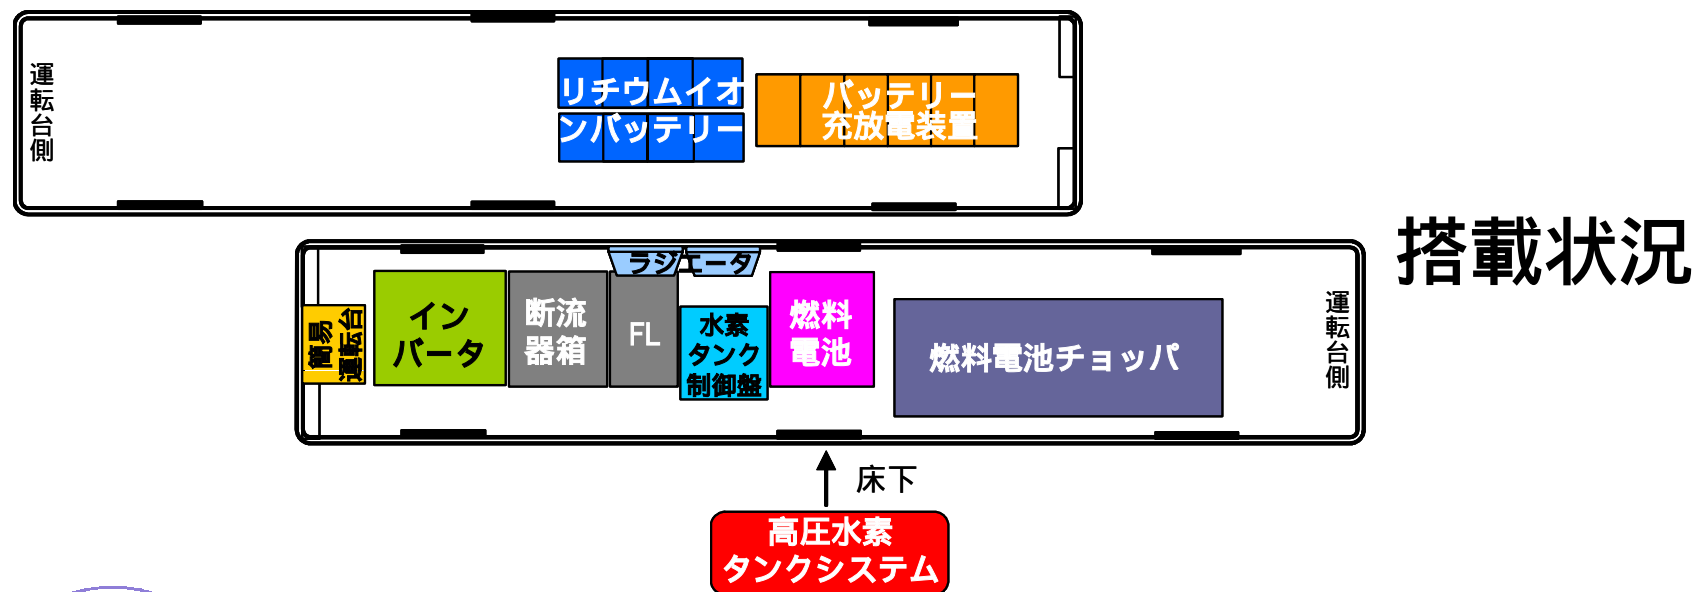 運転台側
リチウムイオ
ンバッテリー
バッテリー
充放電装置
搭載状況
簡易
運転台
イン
バータ
断流
器箱
FL
ラジエータ
水素
タンク
制御盤
燃料
電池
燃料電池チョッパ
運転台側
床下
高圧水素
タンクシステム